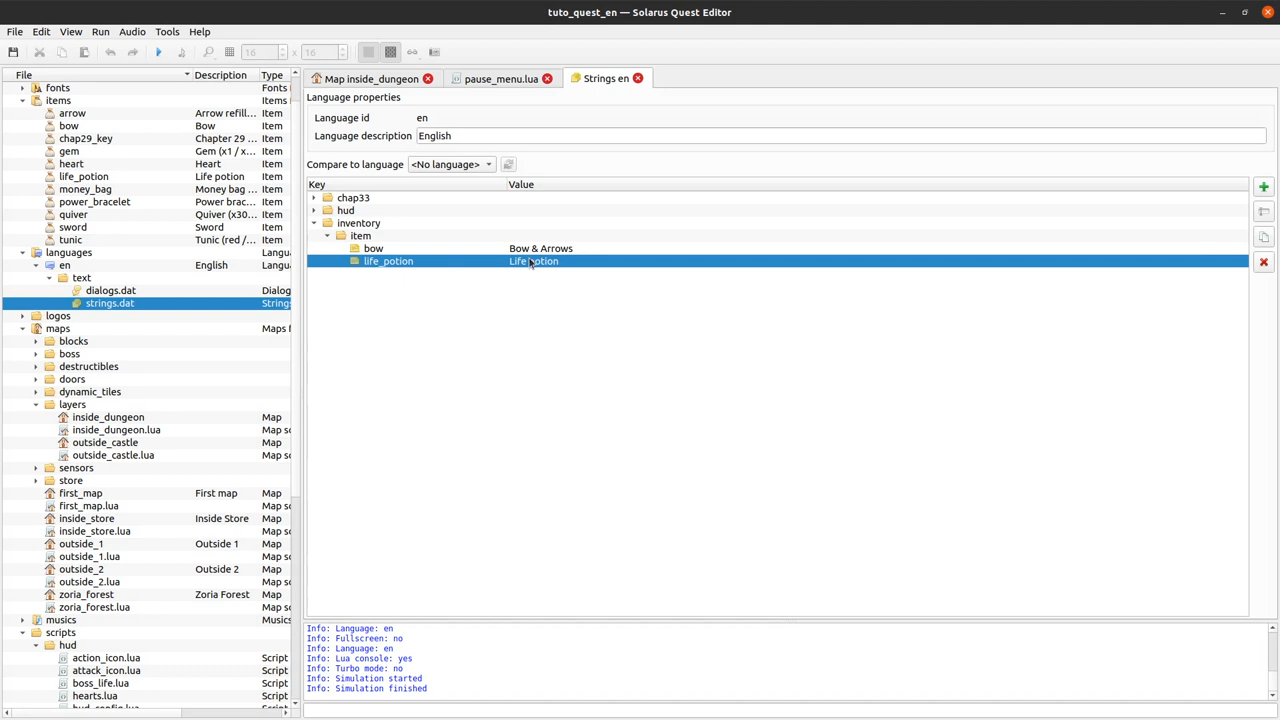 tuto_quest_en — Solarus Quest Editor
File Edit View Run Audio Tools Help
16 x 16
File Description Type
fonts Fonts
items Items
arrow Arrow refill... Item
bow Bow Item
chap29_key Chapter 29 ... Item
gem Gem (x1 / x... Item
heart Heart Item
life_potion Life potion Item
money_bag Money bag ... Item
power_bracelet Power brac... Item
quiver Quiver (x30... Item
sword Sword Item
tunic Tunic (red /... Item
languages Langu
en English Langu
text
dialogs.dat Dialog
strings.dat Strings
logos
maps Maps f
blocks
boss
destructibles
doors
dynamic_tiles
layers
inside_dungeon Map
inside_dungeon.lua Map s
outside_castle Map
outside_castle.lua Map s
sensors
store
first_map First map Map
first_map.lua Map s
inside_store Inside Store Map
inside_store.lua Map s
outside_1 Outside 1 Map
outside_1.lua Map s
outside_2 Outside 2 Map
outside_2.lua Map s
zoria_forest Zoria Forest Map
zoria_forest.lua Map s
musics Musics
scripts
hud
action_icon.lua Script
attack_icon.lua Script
boss_life.lua Script
hearts.lua Script
Map inside_dungeon pause_menu.lua Strings en
Language properties
Language id en
Language description English
Compare to language <No language>
Key Value
chap33
hud
inventory
item
bow Bow & Arrows
life_potion Life Potion
Info: Language: en
Info: Fullscreen: no
Info: Language: en
Info: Lua console: yes
Info: Turbo mode: no
Info: Simulation started
Info: Simulation finished